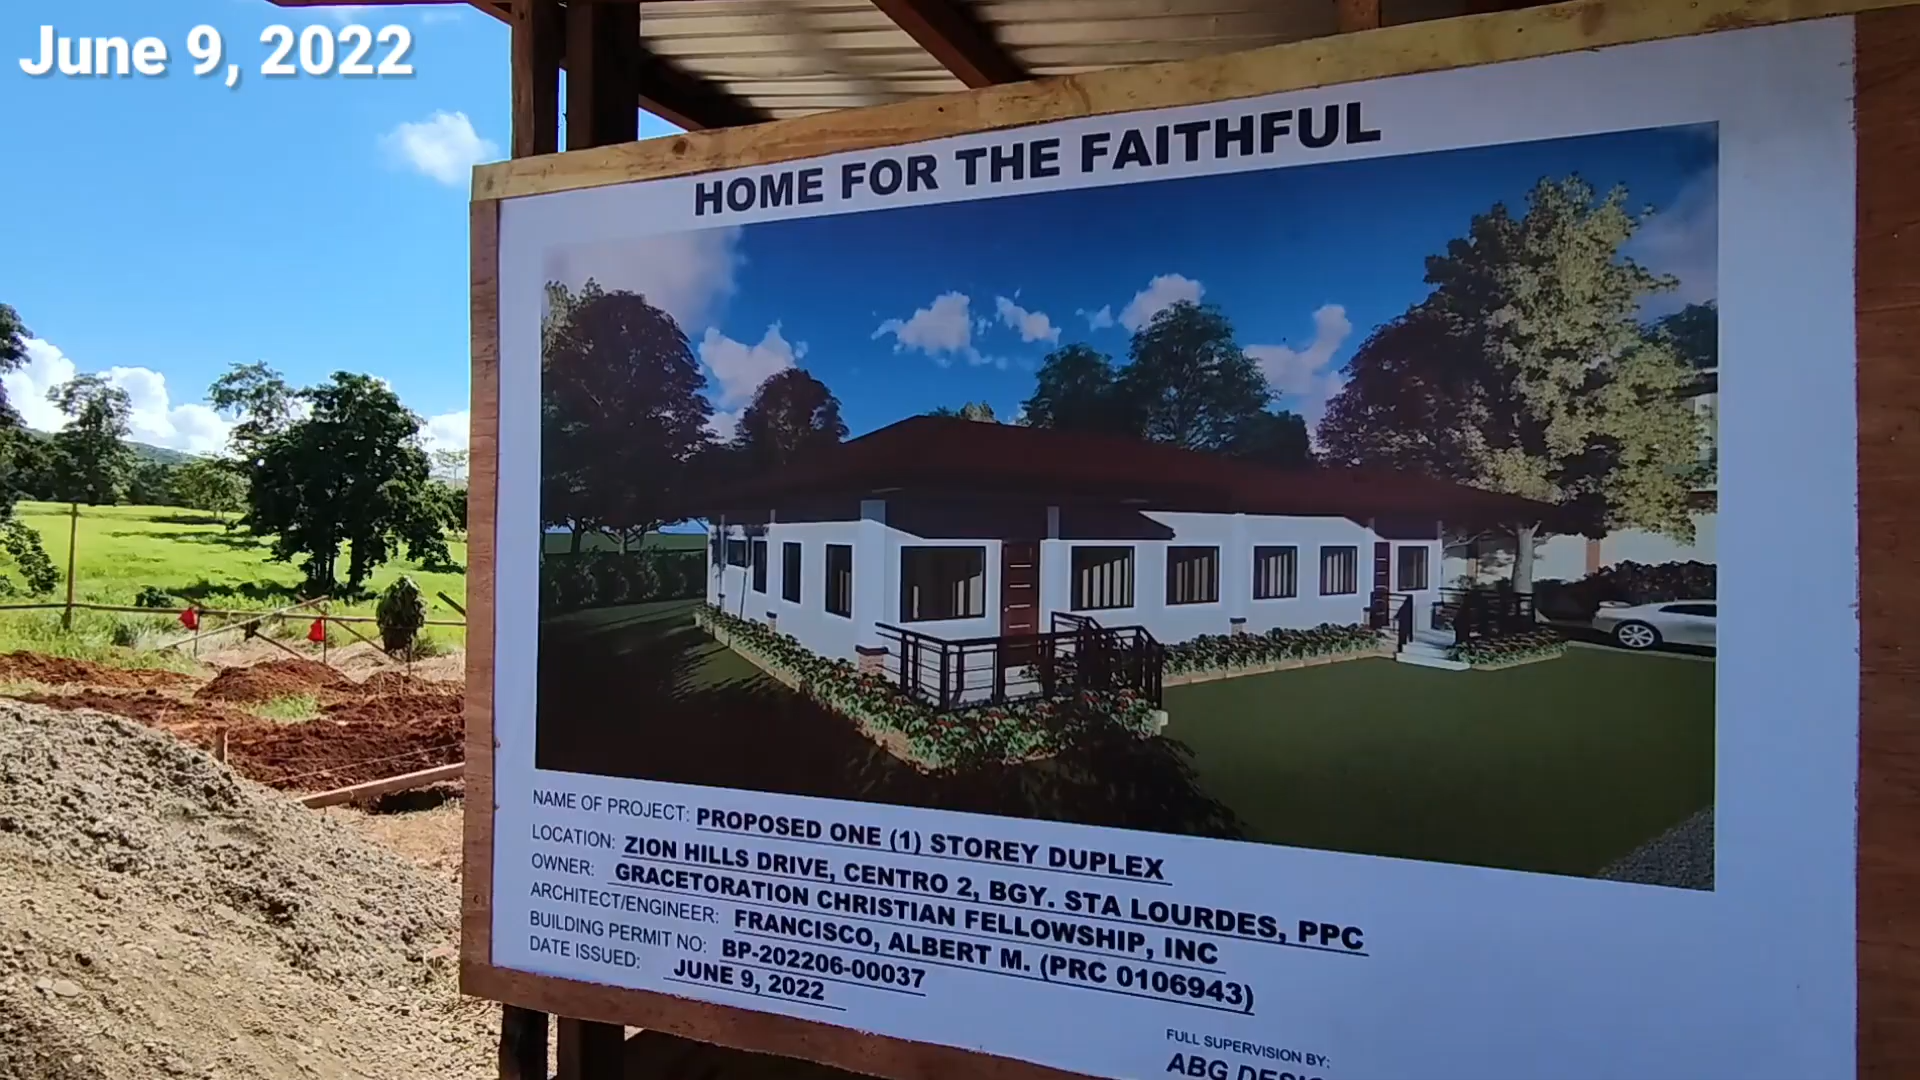 June 9, 2022
HOME FOR THE FAITHFUL
NAME OF PROJECT: PROPOSED ONE (1) STOREY DUPLEX
LOCATION: ZION HILLS DRIVE, CENTRO 2, BGY. STA LOURDES, PPC
OWNER: GRACETORATION CHRISTIAN FELLOWSHIP, INC
ARCHITECT/ENGINEER: FRANCISCO, ALBERT M. (PRC 0106943)
BUILDING PERMIT NO: BP-202206-00037
DATE ISSUED: JUNE 9, 2022
FULL SUPERVISION BY:
ABG